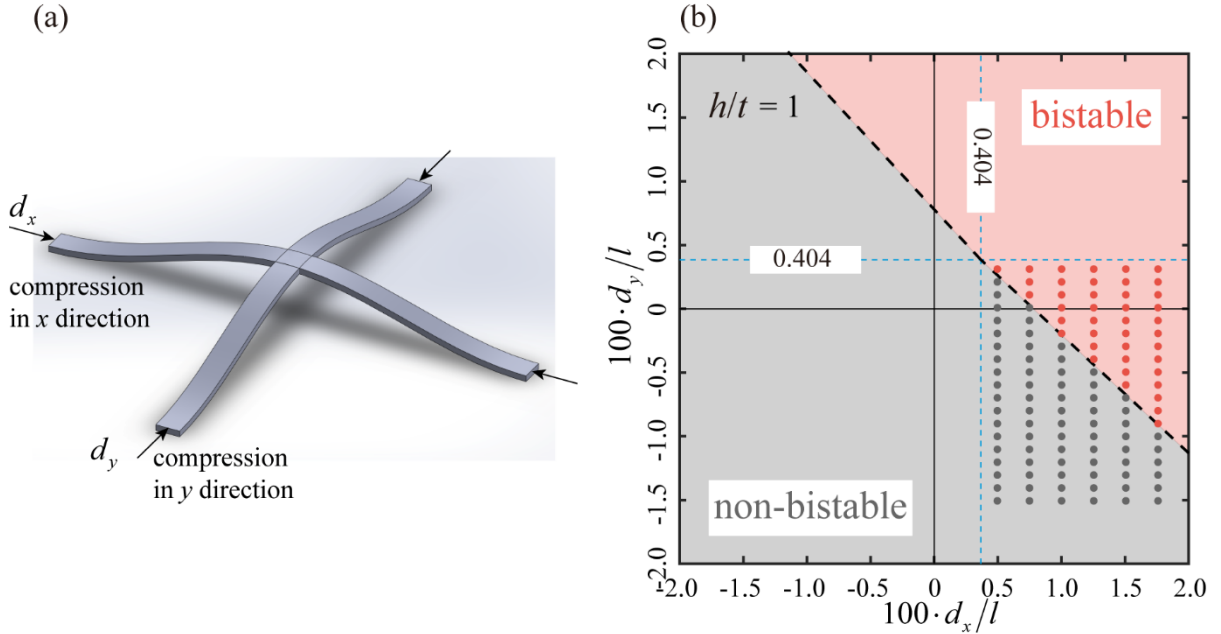 (a)
d_x
compression
in x direction
d_y
compression
in y direction
(b)
100·d_y/l
2.0
1.5
1.0
0.5
0
-0.5
-1.0
-1.5
-2.0
h/t = 1
bistable
0.404
0.404
non-bistable
-2.0 -1.5 -1.0 -0.5 0 0.5 1.0 1.5 2.0
100·d_x/l